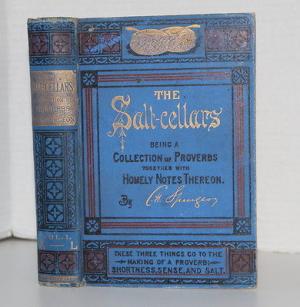 THE
Salt-cellars
BEING A
COLLECTION OF PROVERBS
TOGETHER WITH
HOMELY NOTES THEREON.
By C. H. Spurgeon
THESE THREE THINGS GO TO THE
MAKING OF A PROVERB:
SHORTNESS, SENSE, AND SALT.